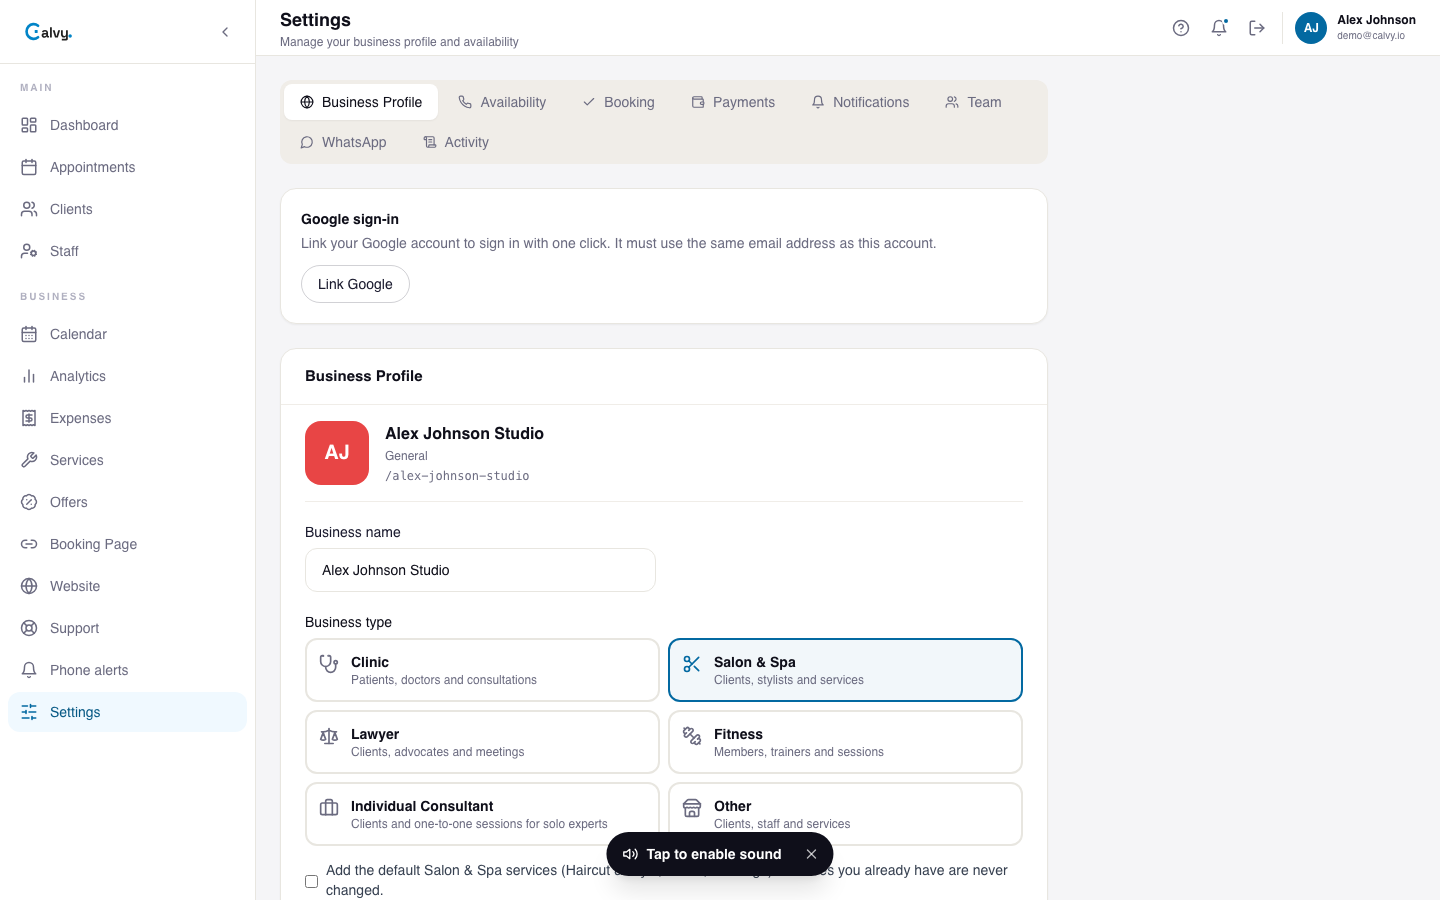 Calvy.
Settings
Manage your business profile and availability
AJ
Alex Johnson
demo@calvy.io
MAIN
Dashboard
Appointments
Clients
Staff
BUSINESS
Calendar
Analytics
Expenses
Services
Offers
Booking Page
Website
Support
Phone alerts
Settings
Business Profile
Availability
Booking
Payments
Notifications
Team
WhatsApp
Activity
Google sign-in
Link your Google account to sign in with one click. It must use the same email address as this account.
Link Google
Business Profile
AJ
Alex Johnson Studio
General
/alex-johnson-studio
Business name
Alex Johnson Studio
Business type
Clinic
Patients, doctors and consultations
Salon & Spa
Clients, stylists and services
Lawyer
Clients, advocates and meetings
Fitness
Members, trainers and sessions
Individual Consultant
Clients and one-to-one sessions for solo experts
Other
Clients, staff and services
Tap to enable sound
Add the default Salon & Spa services (Haircut you already have are never
changed.